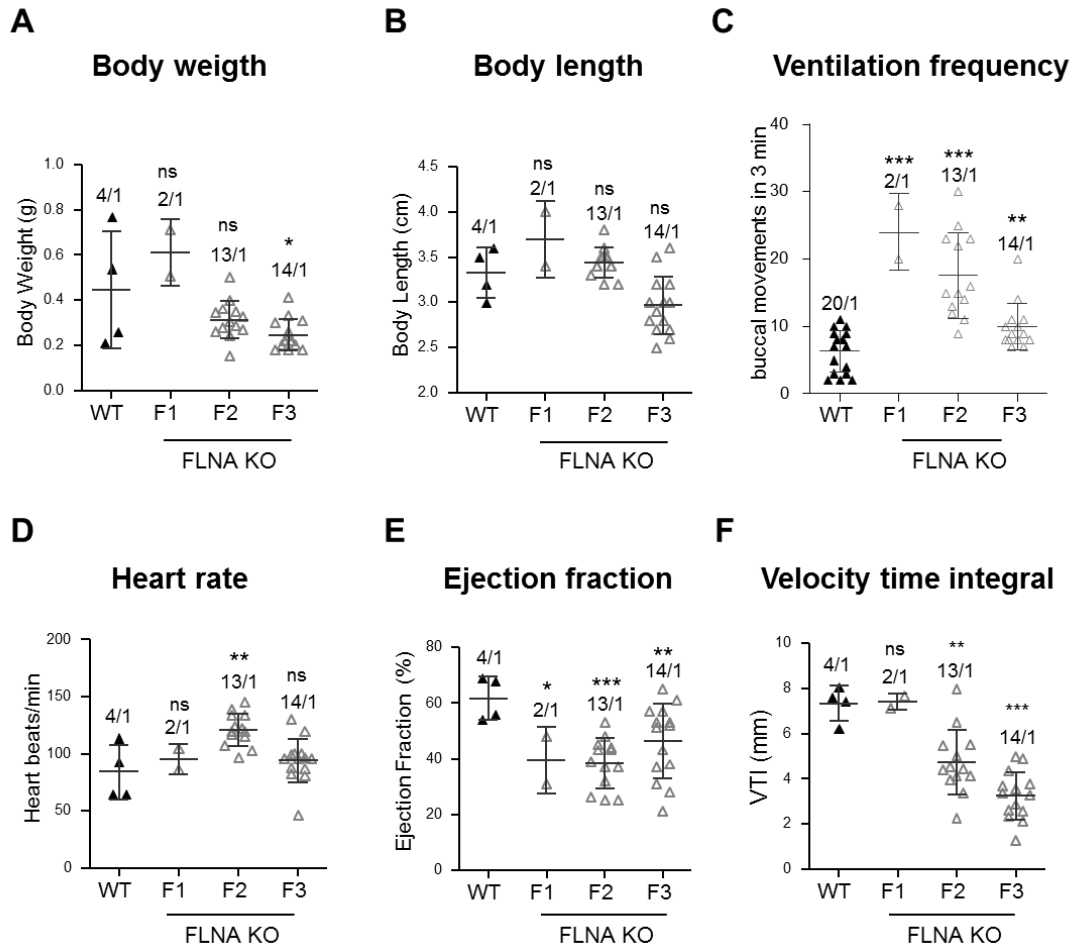 A
Body weigth
Body Weight (g)
1.0
0.8
0.6
0.4
0.2
0.0
4/1
ns
2/1
ns
13/1
*
14/1
WT
F1
F2
F3
FLNA KO
B
Body length
Body Length (cm)
4.5
4.0
3.5
3.0
2.5
2.0
4/1
ns
2/1
ns
13/1
ns
14/1
WT
F1
F2
F3
FLNA KO
C
Ventilation frequency
buccal movements in 3 min
40
30
20
10
0
20/1
***
2/1
***
13/1
**
14/1
WT
F1
F2
F3
FLNA KO
D
Heart rate
Heart beats/min
200
150
100
50
0
4/1
ns
2/1
**
13/1
ns
14/1
WT
F1
F2
F3
FLNA KO
E
Ejection fraction
Ejection Fraction (%)
80
60
40
20
0
4/1
*
2/1
***
13/1
**
14/1
WT
F1
F2
F3
FLNA KO
F
Velocity time integral
VTI (mm)
10
8
6
4
2
0
4/1
ns
2/1
**
13/1
***
14/1
WT
F1
F2
F3
FLNA KO